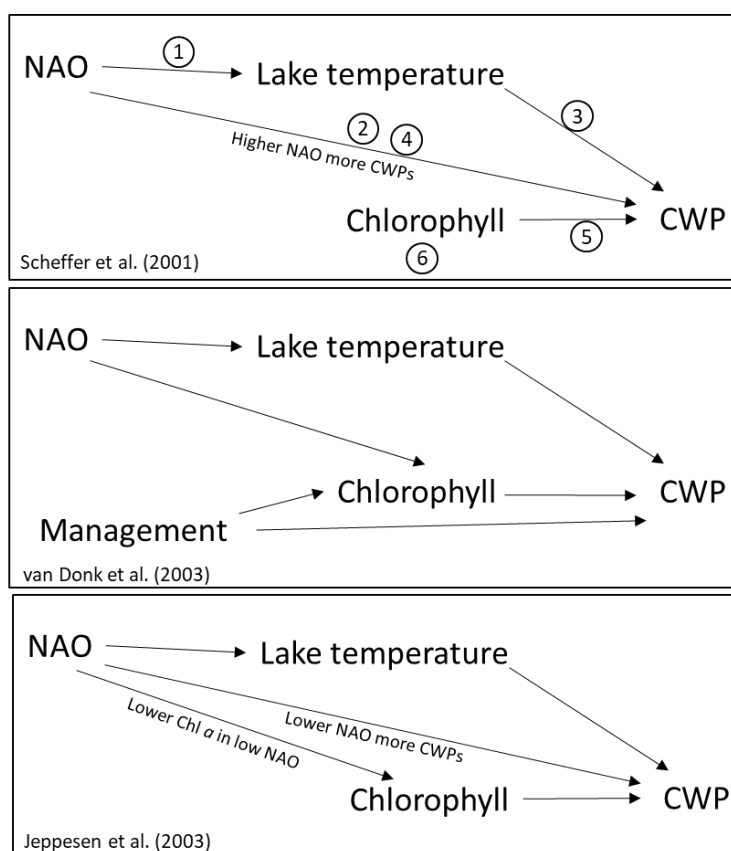 NAO
①
Lake temperature
②
④
③
Higher NAO more CWPs
Chlorophyll
⑤
CWP
⑥
Scheffer et al. (2001)
NAO
Lake temperature
Chlorophyll
CWP
Management
van Donk et al. (2003)
NAO
Lake temperature
Lower Chl a in low NAO
Lower NAO more CWPs
Chlorophyll
CWP
Jeppesen et al. (2003)